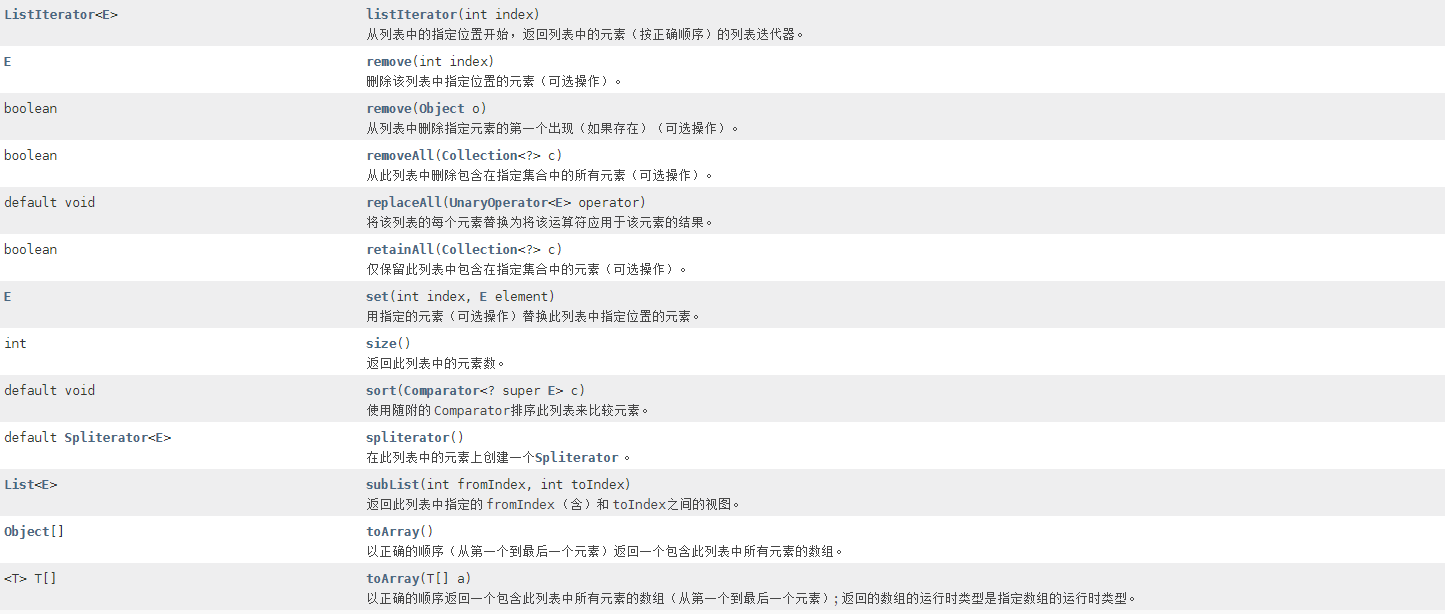 ListIterator<E> listIterator(int index)
从列表中的指定位置开始，返回列表中的元素（按正确顺序）的列表迭代器。
E remove(int index)
删除该列表中指定位置的元素（可选操作）。
boolean remove(Object o)
从列表中删除指定元素的第一个出现（如果存在）（可选操作）。
boolean removeAll(Collection<?> c)
从此列表中删除包含在指定集合中的所有元素（可选操作）。
default void replaceAll(UnaryOperator<E> operator)
将该列表的每个元素替换为将该运算符应用于该元素的结果。
boolean retainAll(Collection<?> c)
仅保留此列表中包含在指定集合中的元素（可选操作）。
E set(int index, E element)
用指定的元素（可选操作）替换此列表中指定位置的元素。
int size()
返回此列表中的元素数。
default void sort(Comparator<? super E> c)
使用随附的 Comparator排序此列表来比较元素。
default Spliterator<E> spliterator()
在此列表中的元素上创建一个Spliterator 。
List<E> subList(int fromIndex, int toIndex)
返回此列表中指定的 fromIndex （含）和 toIndex之间的视图。
Object[] toArray()
以正确的顺序（从第一个到最后一个元素）返回一个包含此列表中所有元素的数组。
<T> T[] toArray(T[] a)
以正确的顺序返回一个包含此列表中所有元素的数组（从第一个到最后一个元素）; 返回的数组的运行时类型是指定数组的运行时类型。